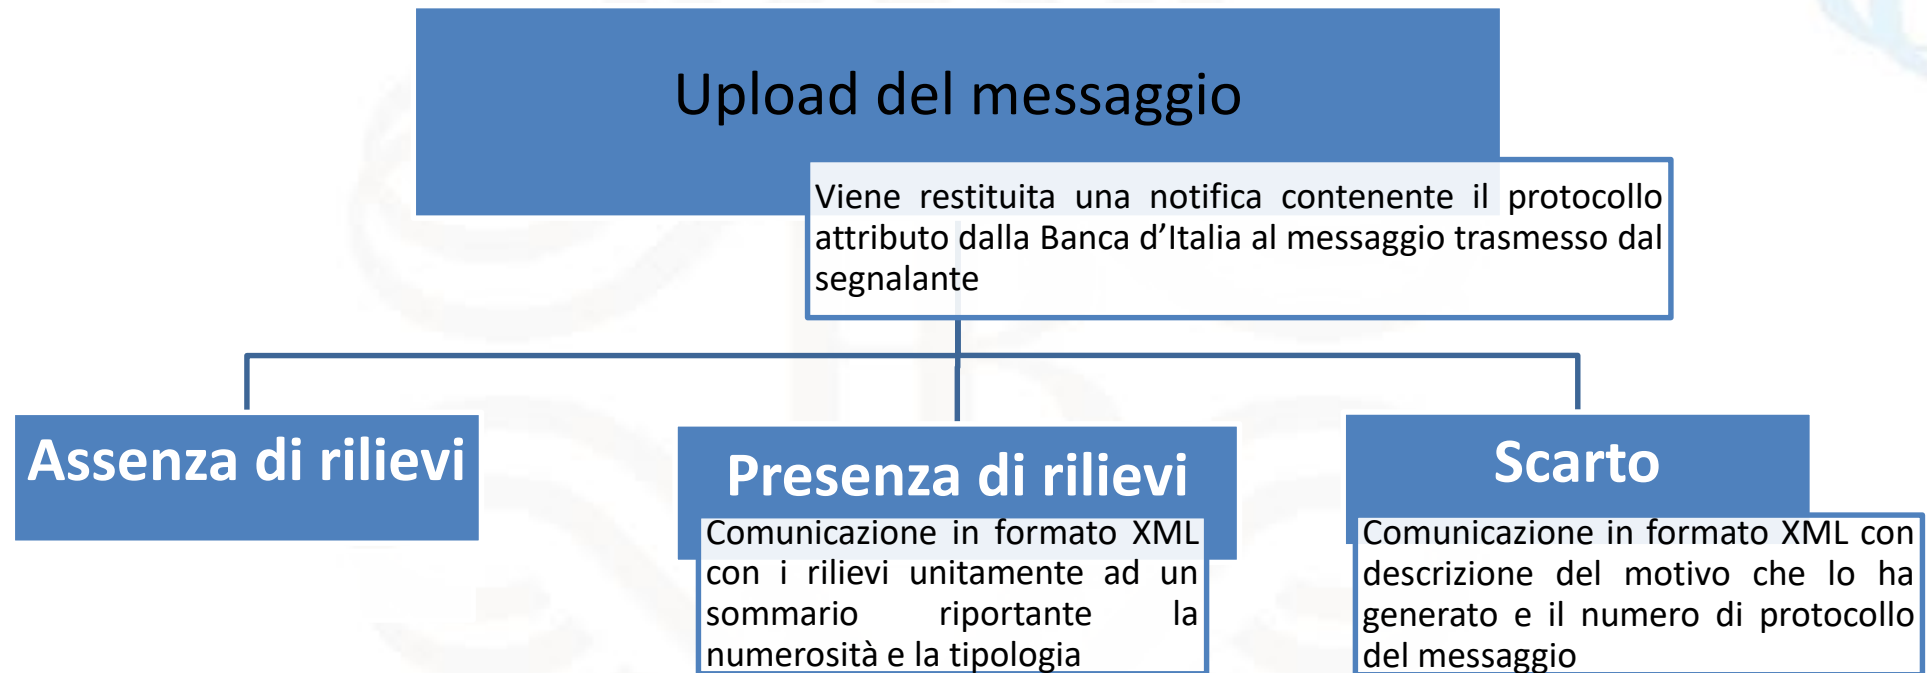 Upload del messaggio
Viene restituita una notifica contenente il protocollo
attributo dalla Banca d'Italia al messaggio trasmesso dal
segnalante
Assenza di rilievi
Presenza di rilievi
Comunicazione in formato XML
con i rilievi unitamente ad un
sommario riportante la
numerosità e la tipologia
Scarto
Comunicazione in formato XML con
descrizione del motivo che lo ha
generato e il numero di protocollo
del messaggio